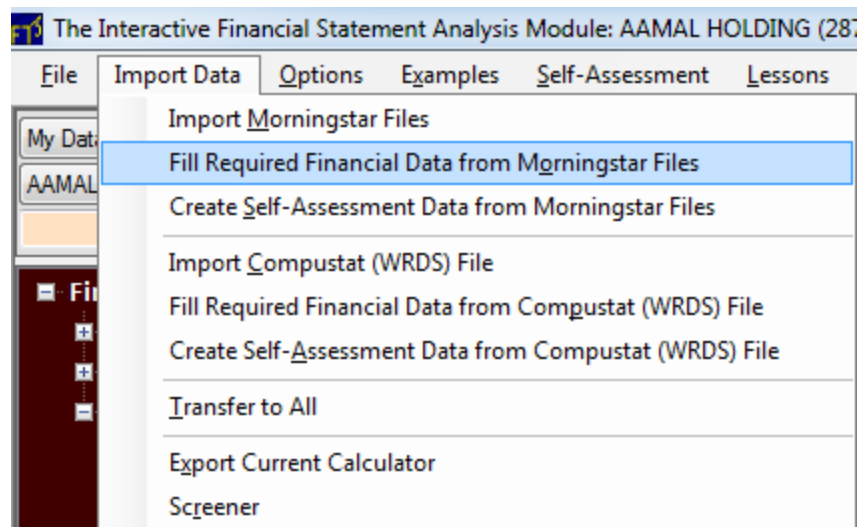 The Interactive Financial Statement Analysis Module: AAMAL HOLDING (287
File Import Data Options Examples Self-Assessment Lessons
Import Morningstar Files
My Data
Fill Required Financial Data from Morningstar Files
AAMAL
Create Self-Assessment Data from Morningstar Files
Import Compustat (WRDS) File
Fill Required Financial Data from Compustat (WRDS) File
Create Self-Assessment Data from Compustat (WRDS) File
Transfer to All
Export Current Calculator
Screener